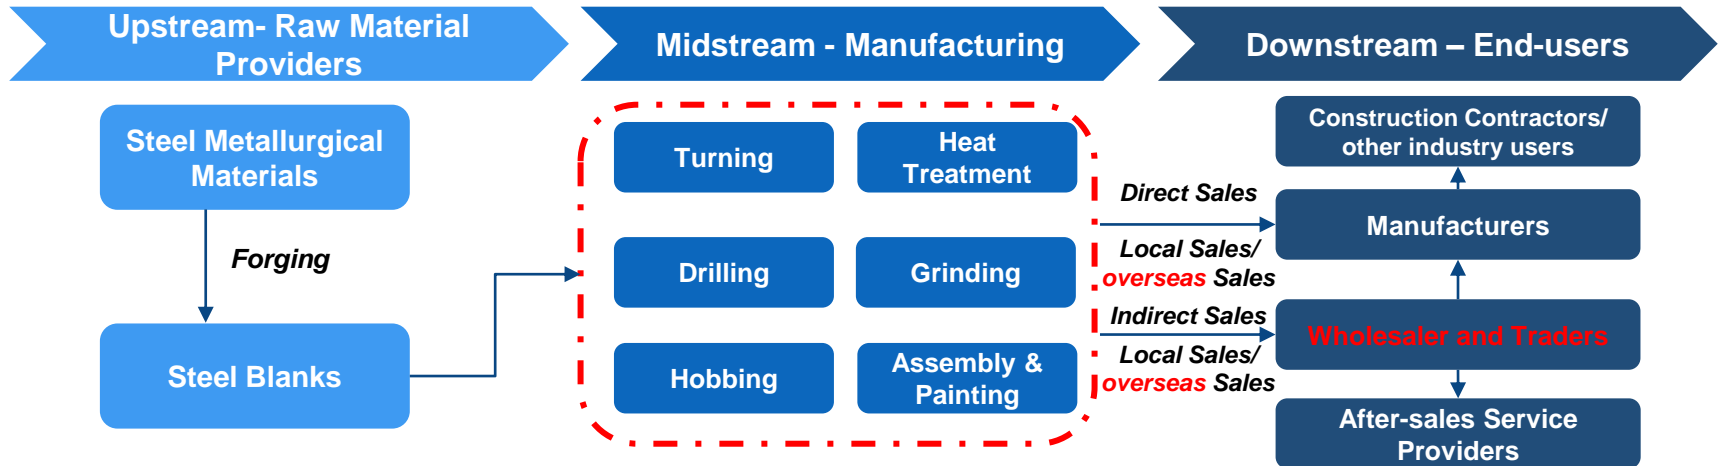 Upstream- Raw Material
Providers
Midstream - Manufacturing
Downstream – End-users
Steel Metallurgical
Materials
Forging
Steel Blanks
Turning
Heat
Treatment
Drilling
Grinding
Hobbing
Assembly &
Painting
Direct Sales
Local Sales/
overseas Sales
Indirect Sales
Local Sales/
overseas Sales
Construction Contractors/
other industry users
Manufacturers
Wholesaler and Traders
After-sales Service
Providers